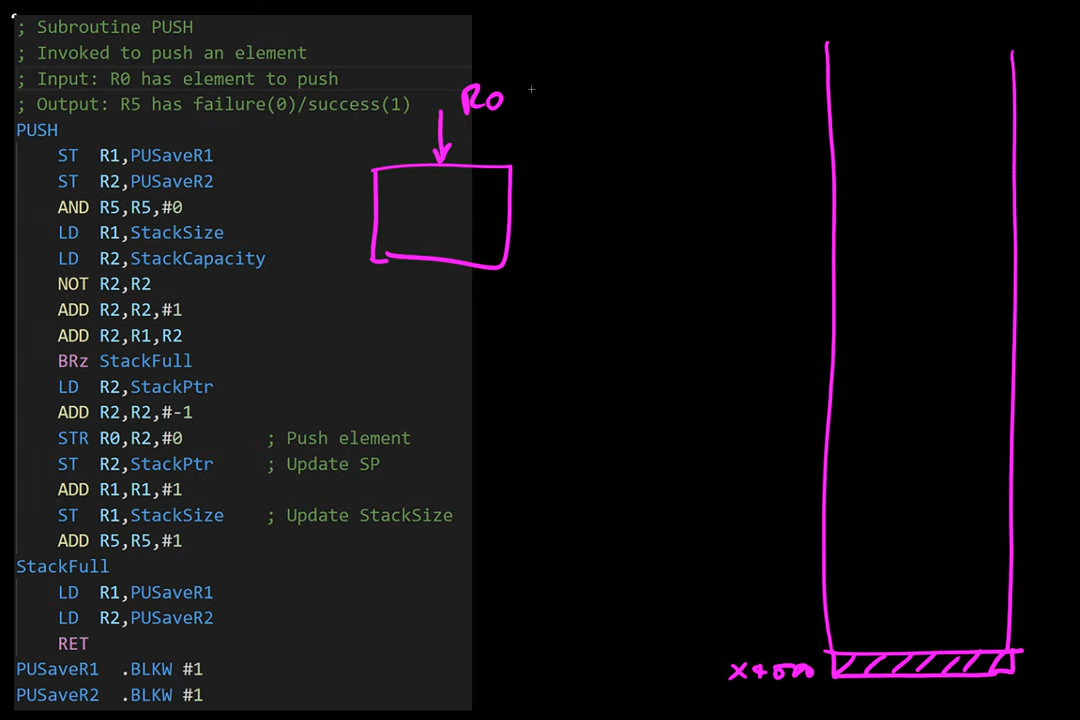 ; Subroutine PUSH
; Invoked to push an element
; Input: R0 has element to push
; Output: R5 has failure(0)/success(1)
PUSH
ST R1,PUSaveR1
ST R2,PUSaveR2
AND R5,R5,#0
LD R1,StackSize
LD R2,StackCapacity
NOT R2,R2
ADD R2,R2,#1
ADD R2,R1,R2
BRz StackFull
LD R2,StackPtr
ADD R2,R2,#-1
STR R0,R2,#0 ; Push element
ST R2,StackPtr ; Update SP
ADD R1,R1,#1
ST R1,StackSize ; Update StackSize
ADD R5,R5,#1
StackFull
LD R1,PUSaveR1
LD R2,PUSaveR2
RET
PUSaveR1 .BLKW #1
PUSaveR2 .BLKW #1
R0